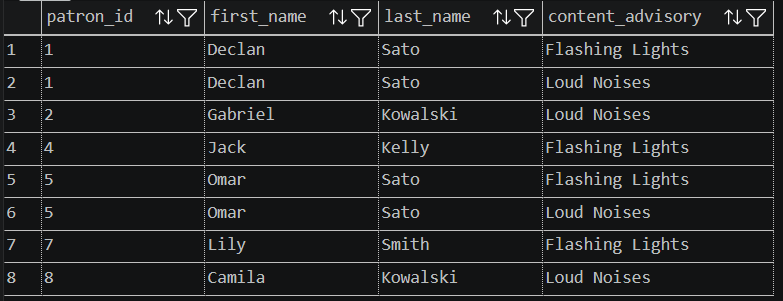 patron_id first_name last_name content_advisory
1 1 Declan Sato Flashing Lights
2 1 Declan Sato Loud Noises
3 2 Gabriel Kowalski Loud Noises
4 4 Jack Kelly Flashing Lights
5 5 Omar Sato Flashing Lights
6 5 Omar Sato Loud Noises
7 7 Lily Smith Flashing Lights
8 8 Camila Kowalski Loud Noises